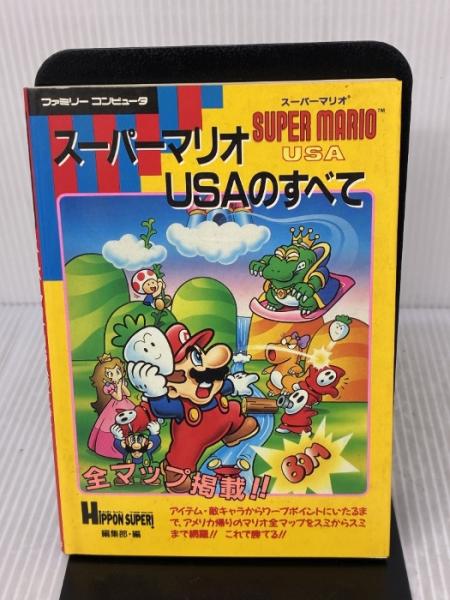 ファミリー コンピュータ
スーパーマリオ®
SUPER MARIO™
USA
スーパーマリオ
USAのすべて
BOM
全マップ掲載!!
HIPPON SUPER!
編集部・編
アイテム・敵キャラからワープポイントにいたるま
で、アメリカ帰りのマリオ全マップをスミからスミ
まで網羅!! これで勝てる!!